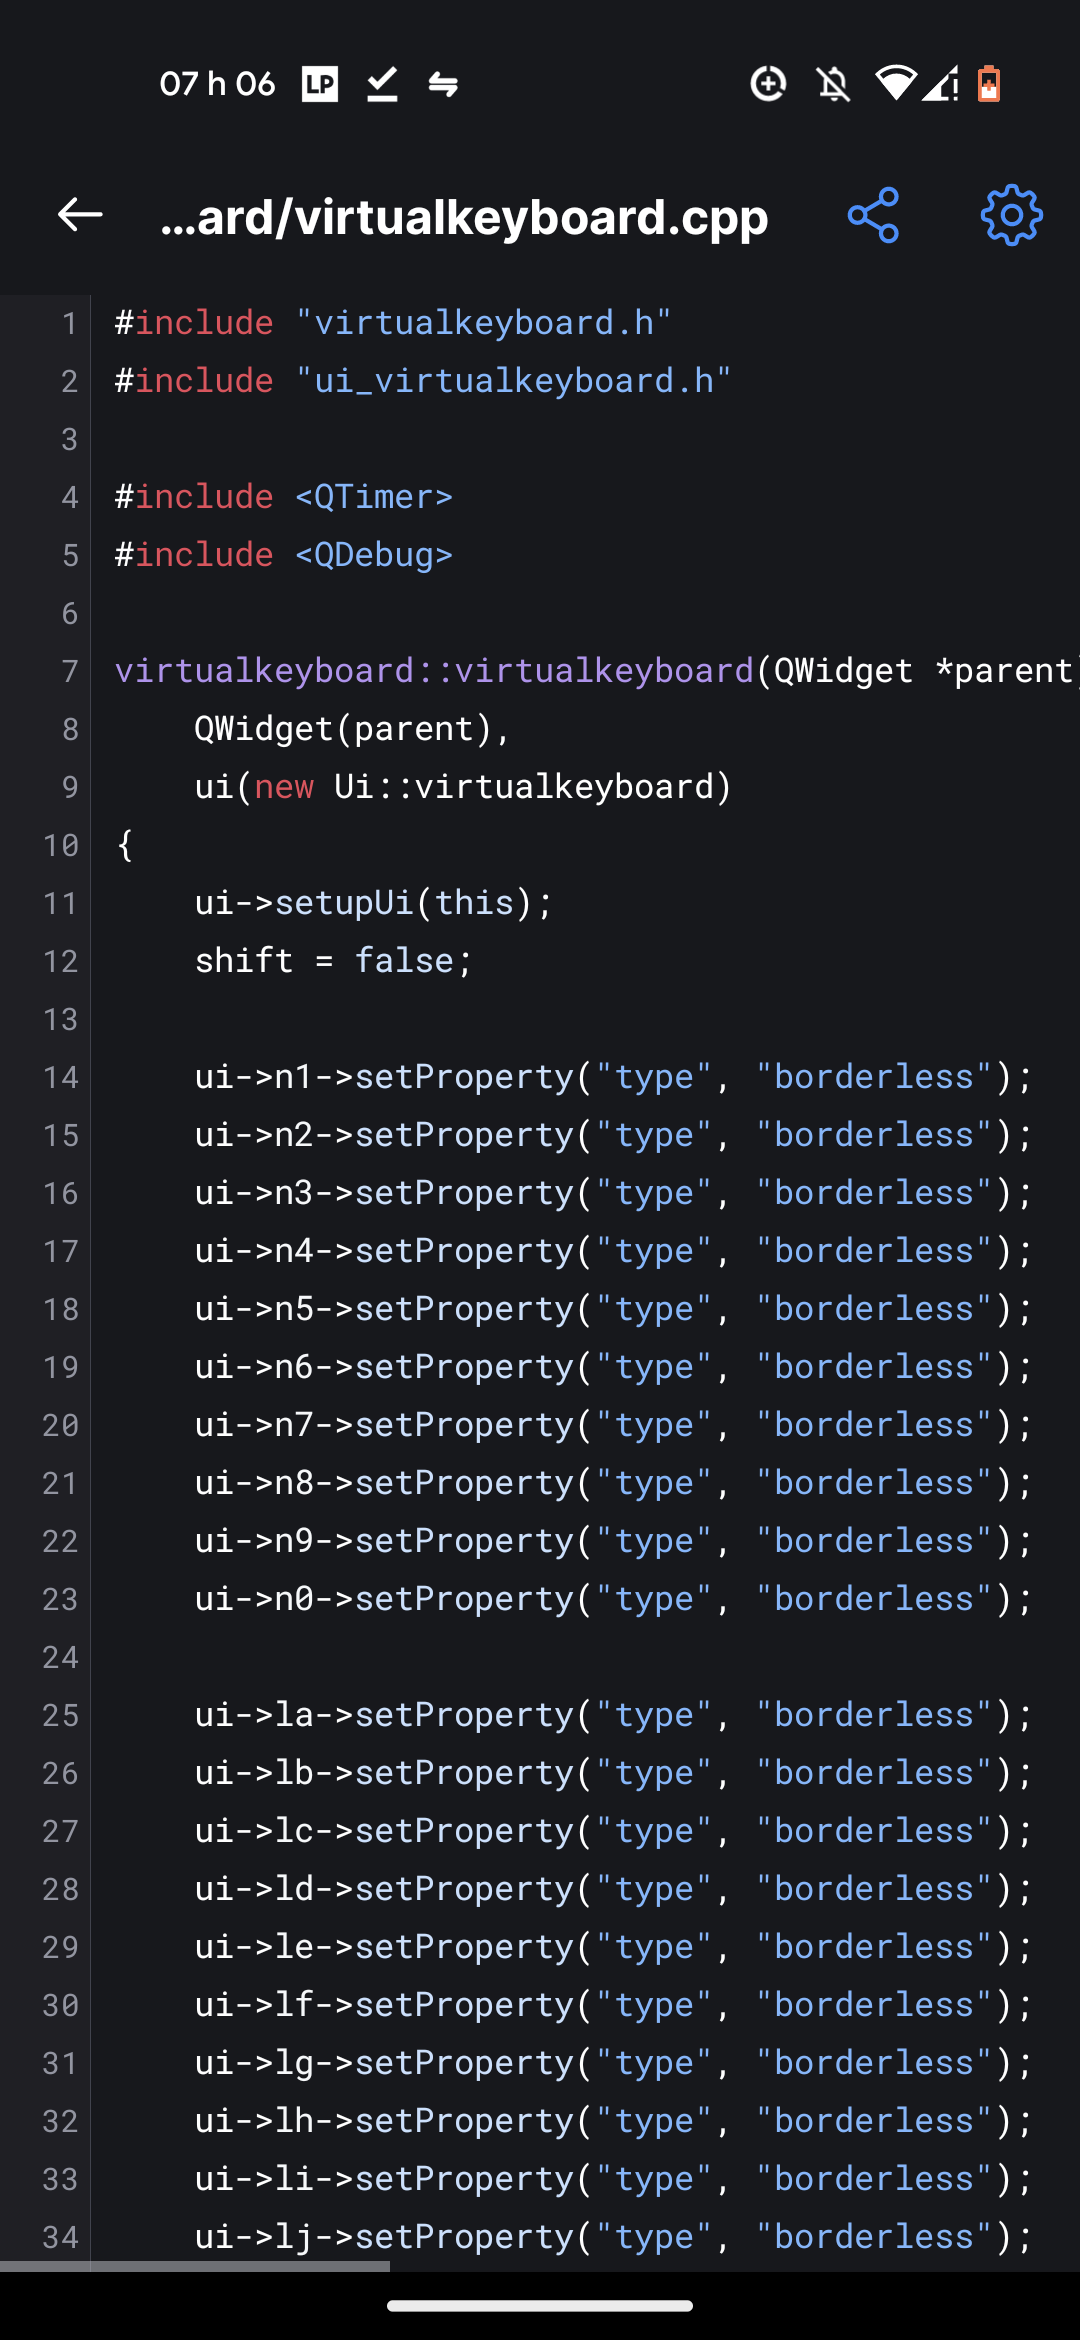 07 h 06 LP
...ard/virtualkeyboard.cpp
1 #include "virtualkeyboard.h"
2 #include "ui_virtualkeyboard.h"
3
4 #include <QTimer>
5 #include <QDebug>
6
7 virtualkeyboard::virtualkeyboard(QWidget *parent)
8     QWidget(parent),
9     ui(new Ui::virtualkeyboard)
10 {
11     ui->setupUi(this);
12     shift = false;
13
14     ui->n1->setProperty("type", "borderless");
15     ui->n2->setProperty("type", "borderless");
16     ui->n3->setProperty("type", "borderless");
17     ui->n4->setProperty("type", "borderless");
18     ui->n5->setProperty("type", "borderless");
19     ui->n6->setProperty("type", "borderless");
20     ui->n7->setProperty("type", "borderless");
21     ui->n8->setProperty("type", "borderless");
22     ui->n9->setProperty("type", "borderless");
23     ui->n0->setProperty("type", "borderless");
24
25     ui->la->setProperty("type", "borderless");
26     ui->lb->setProperty("type", "borderless");
27     ui->lc->setProperty("type", "borderless");
28     ui->ld->setProperty("type", "borderless");
29     ui->le->setProperty("type", "borderless");
30     ui->lf->setProperty("type", "borderless");
31     ui->lg->setProperty("type", "borderless");
32     ui->lh->setProperty("type", "borderless");
33     ui->li->setProperty("type", "borderless");
34     ui->lj->setProperty("type", "borderless");